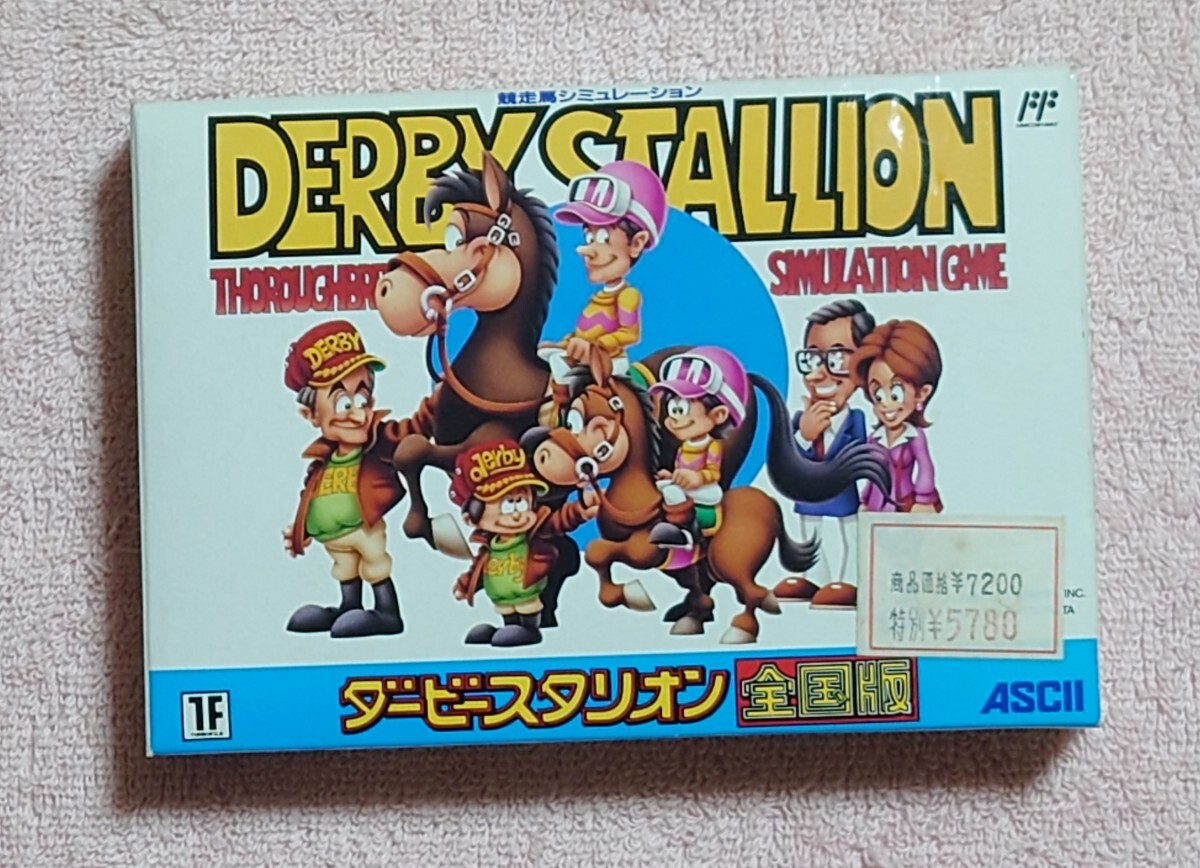 競走馬シミュレーション
DERBY STALLION
THOROUGHBR
SIMULATION GAME
DERBY
derby
商品価格￥7200
特別￥5780
INC.
TA
TF
ダービースタリオン 全国版
ASCII